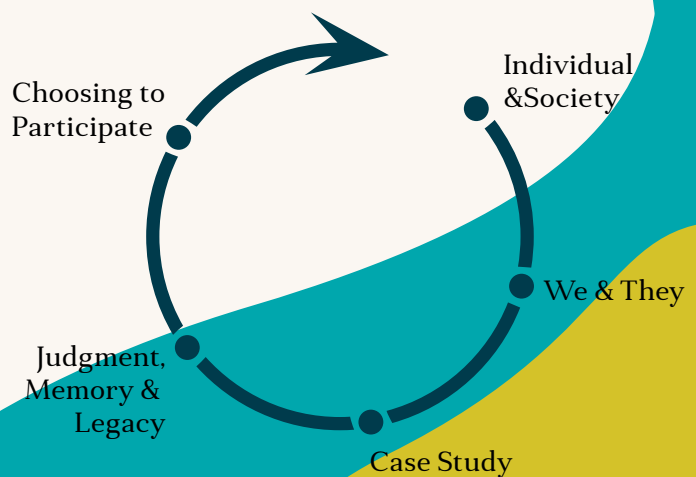 Individual
&Society
We & They
Case Study
Judgment,
Memory &
Legacy
Choosing to
Participate